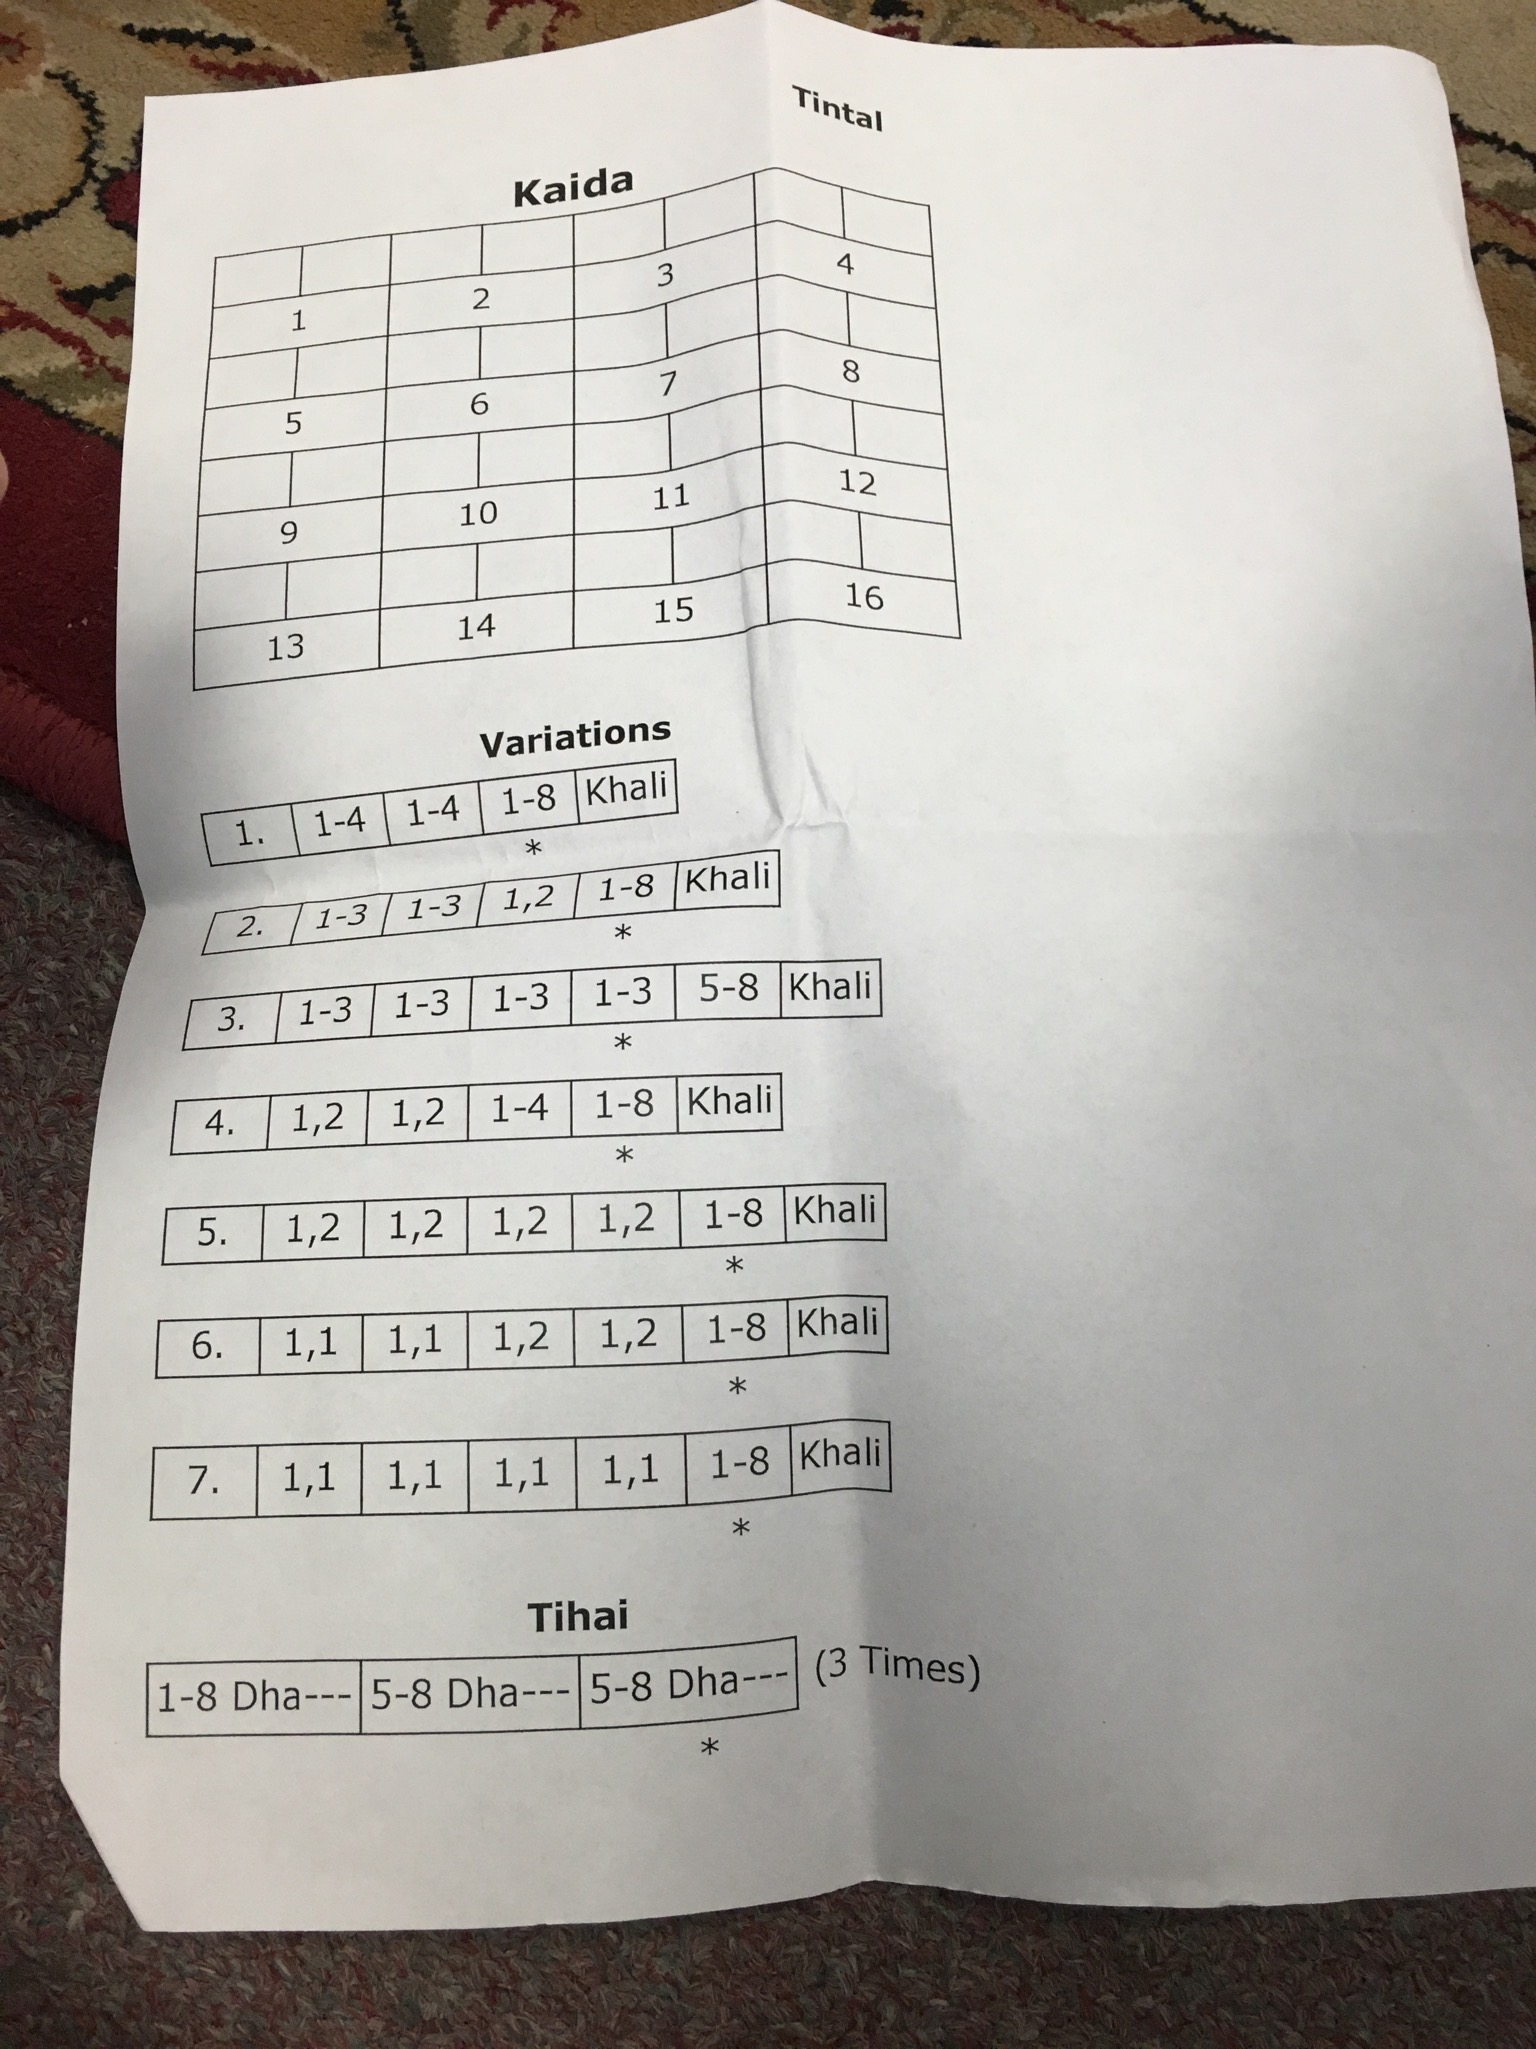 Tintal
Kaida
1 2 3 4
5 6 7 8
9 10 11 12
13 14 15 16
Variations
1. 1-4 1-4 1-8 Khali
*
2. 1-3 1-3 1,2 1-8 Khali
*
3. 1-3 1-3 1-3 1-3 5-8 Khali
*
4. 1,2 1,2 1-4 1-8 Khali
*
5. 1,2 1,2 1,2 1,2 1-8 Khali
*
6. 1,1 1,1 1,2 1,2 1-8 Khali
*
7. 1,1 1,1 1,1 1,1 1-8 Khali
*
Tihai
1-8 Dha--- 5-8 Dha--- 5-8 Dha--- (3 Times)
*